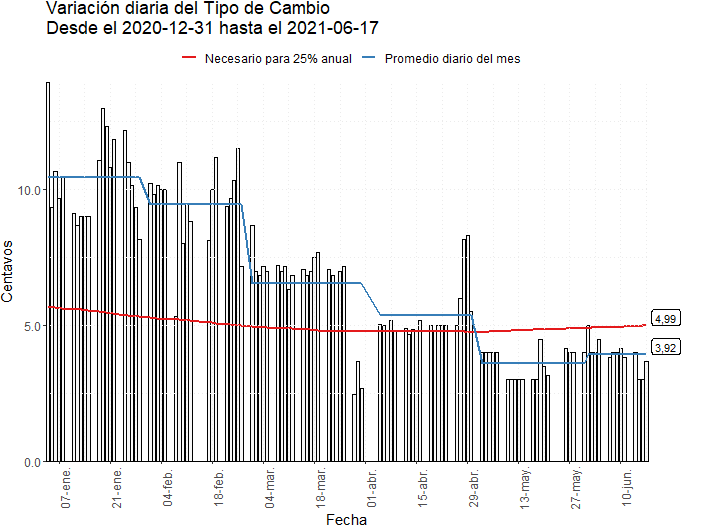 Variación diaria del Tipo de Cambio
Desde el 2020-12-31 hasta el 2021-06-17
Necesario para 25% anual
Promedio diario del mes
Centavos
10.0
5.0
0.0
4,99
3,92
07-ene.
21-ene.
04-feb.
18-feb.
04-mar.
18-mar.
01-abr.
15-abr.
29-abr.
13-may.
27-may.
10-jun.
Fecha